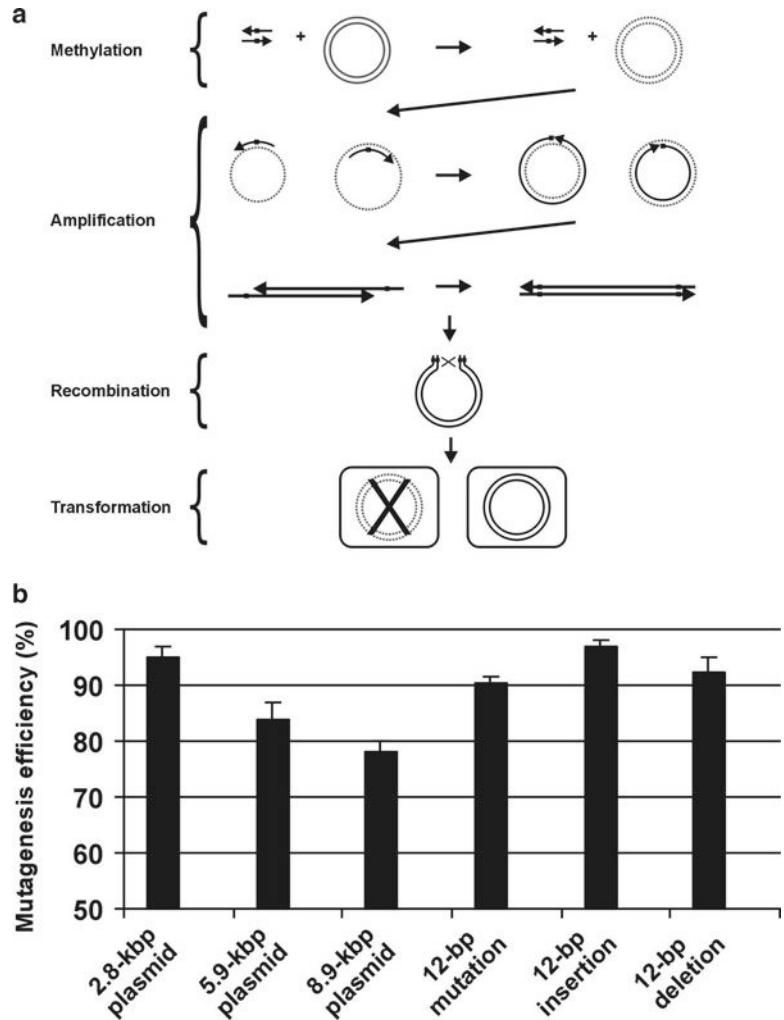 a
Methylation
+
+
Amplification
Recombination
Transformation
b
Mutagenesis efficiency (%)
100
90
80
70
60
50
2.8-kbp
plasmid
5.9-kbp
plasmid
8.9-kbp
plasmid
12-bp
mutation
12-bp
insertion
12-bp
deletion